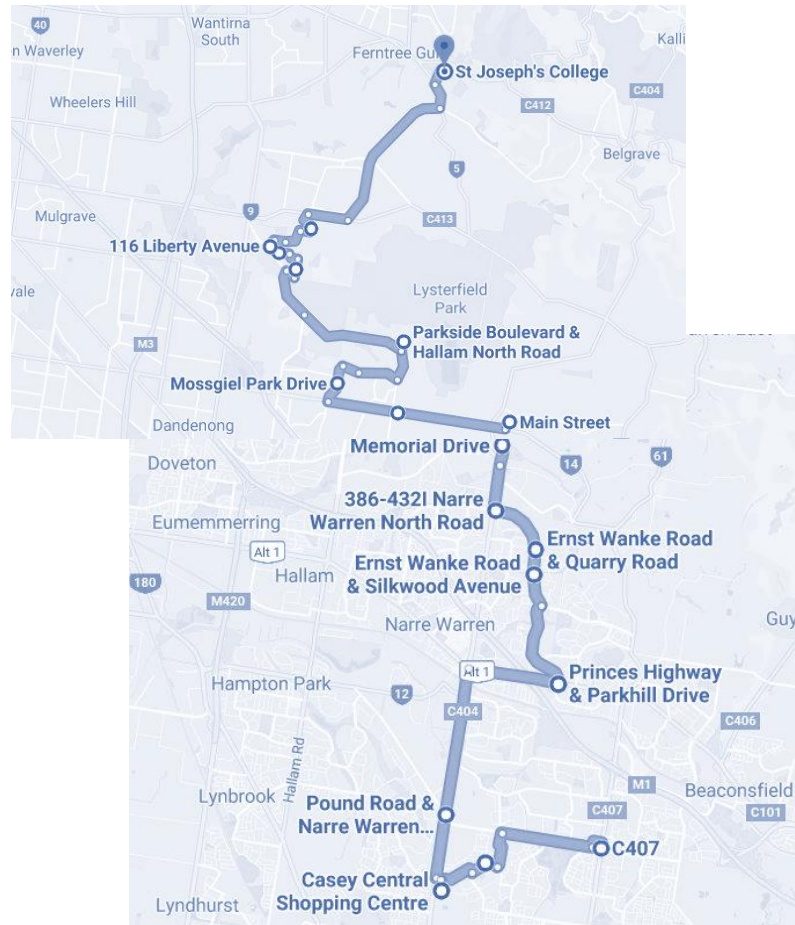 40
Wantirna
South
n Waverley
Ferntree Gu
Kalli
St Joseph's College
C404
C412
Wheelers Hill
Belgrave
5
9
Mulgrave
C413
116 Liberty Avenue
vale
Lysterfield
Park
M3
Parkside Boulevard &
Hallam North Road
Mossgiel Park Drive
Main Street
Dandenong
Memorial Drive
Doveton
14
61
386-432I Narre
Warren North Road
Eumemmerring
Alt 1
Ernst Wanke Road
& Quarry Road
Ernst Wanke Road
& Silkwood Avenue
Hallam
180
M420
Narre Warren
Guy
Alt 1
Princes Highway
& Parkhill Drive
Hampton Park
12
C404
C406
Hallam Rd
M1
Lynbrook
Beaconsfield
Pound Road &
Narre Warren...
C407
C101
C407
Casey Central
Shopping Centre
Lyndhurst